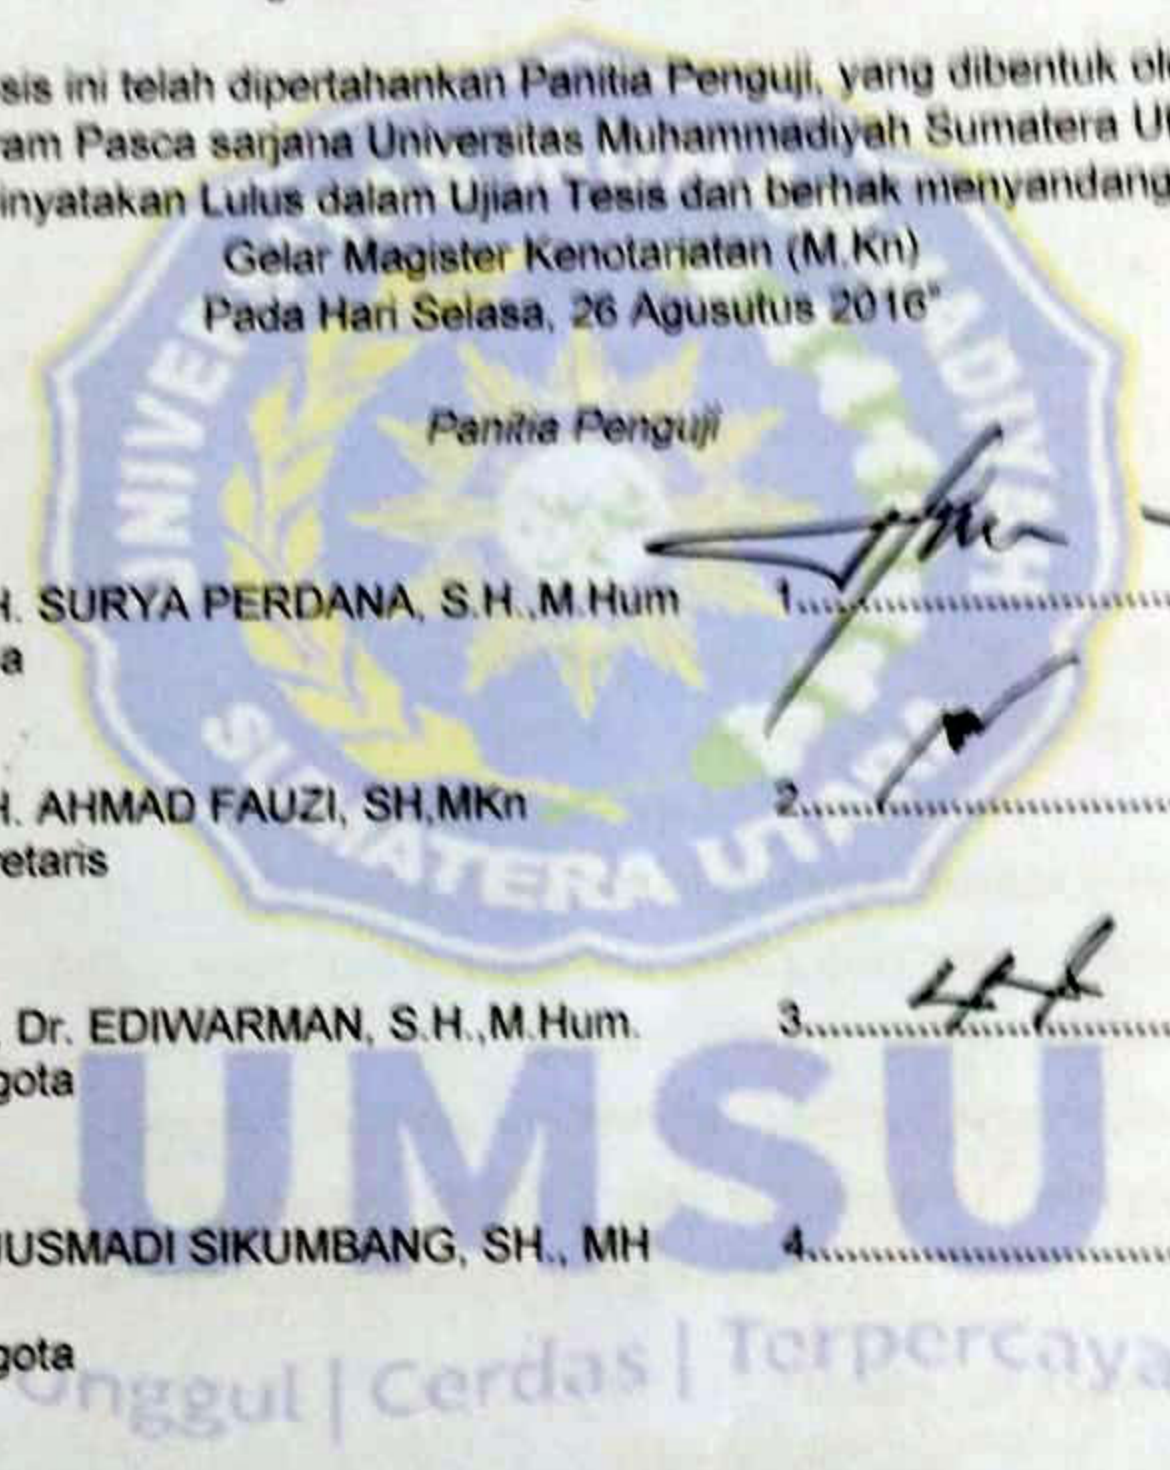 sis ini telah dipertahankan Panitia Penguji, yang dibentuk ol
am Pasca sarjana Universitas Muhammadiyah Sumatera U
inyatakan Lulus dalam Ujian Tesis dan berhak menyandang
Gelar Magister Kenotariatan (M.Kn)
Pada Hari Selasa, 26 Agusutus 2016"
Panitia Penguji
H. SURYA PERDANA, S.H.,M.Hum 1.
a
H. AHMAD FAUZI, SH,MKn 2.
etaris
Dr. EDIWARMAN, S.H.,M.Hum. 3.
gota
USMADI SIKUMBANG, SH., MH 4.
gota
SUMATERA UTARA
UMSU
Unggul | Cerdas | Terpercaya